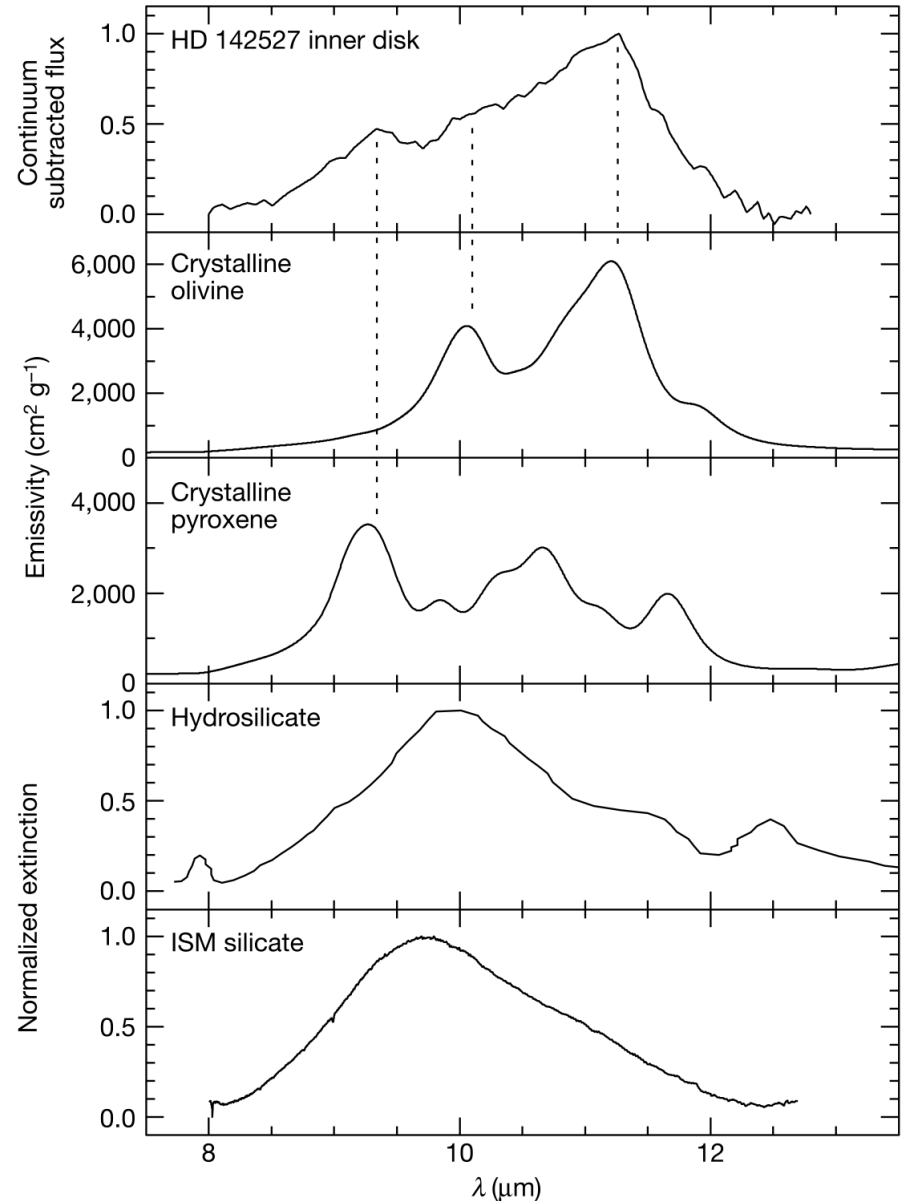 Continuum
subtracted flux
1.0
0.5
0.0
HD 142527 inner disk
Emissivity (cm² g⁻¹)
6,000
4,000
2,000
0
Crystalline
olivine
4,000
2,000
0
Crystalline
pyroxene
Normalized extinction
1.0
0.5
0.0
Hydrosilicate
1.0
0.5
0.0
ISM silicate
8
10
12
λ (μm)